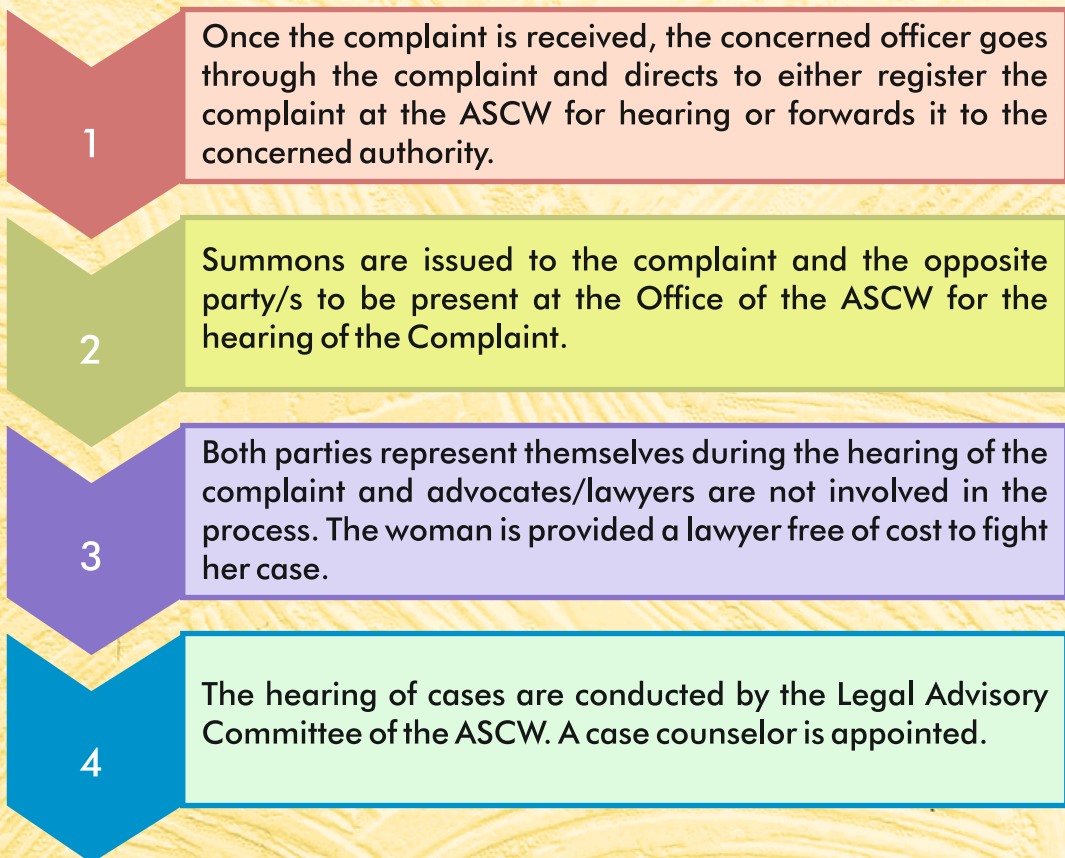 1
Once the complaint is received, the concerned officer goes
through the complaint and directs to either register the
complaint at the ASCW for hearing or forwards it to the
concerned authority.
2
Summons are issued to the complaint and the opposite
party/s to be present at the Office of the ASCW for the
hearing of the Complaint.
3
Both parties represent themselves during the hearing of the
complaint and advocates/lawyers are not involved in the
process. The woman is provided a lawyer free of cost to fight
her case.
4
The hearing of cases are conducted by the Legal Advisory
Committee of the ASCW. A case counselor is appointed.